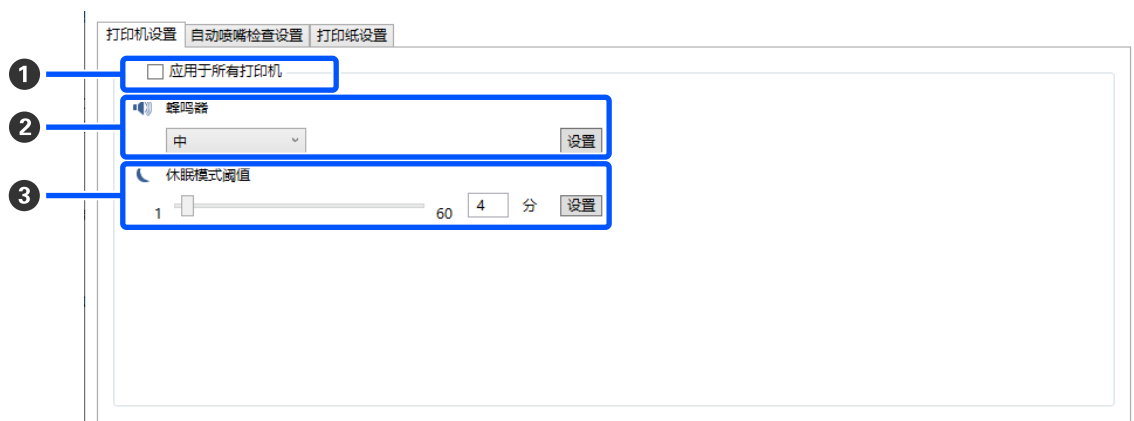 打印机设置 自动喷嘴检查设置 打印纸设置
1 应用于所有打印机
2 蜂鸣器
中 设置
3 休眠模式阈值
1 60 4 分 设置